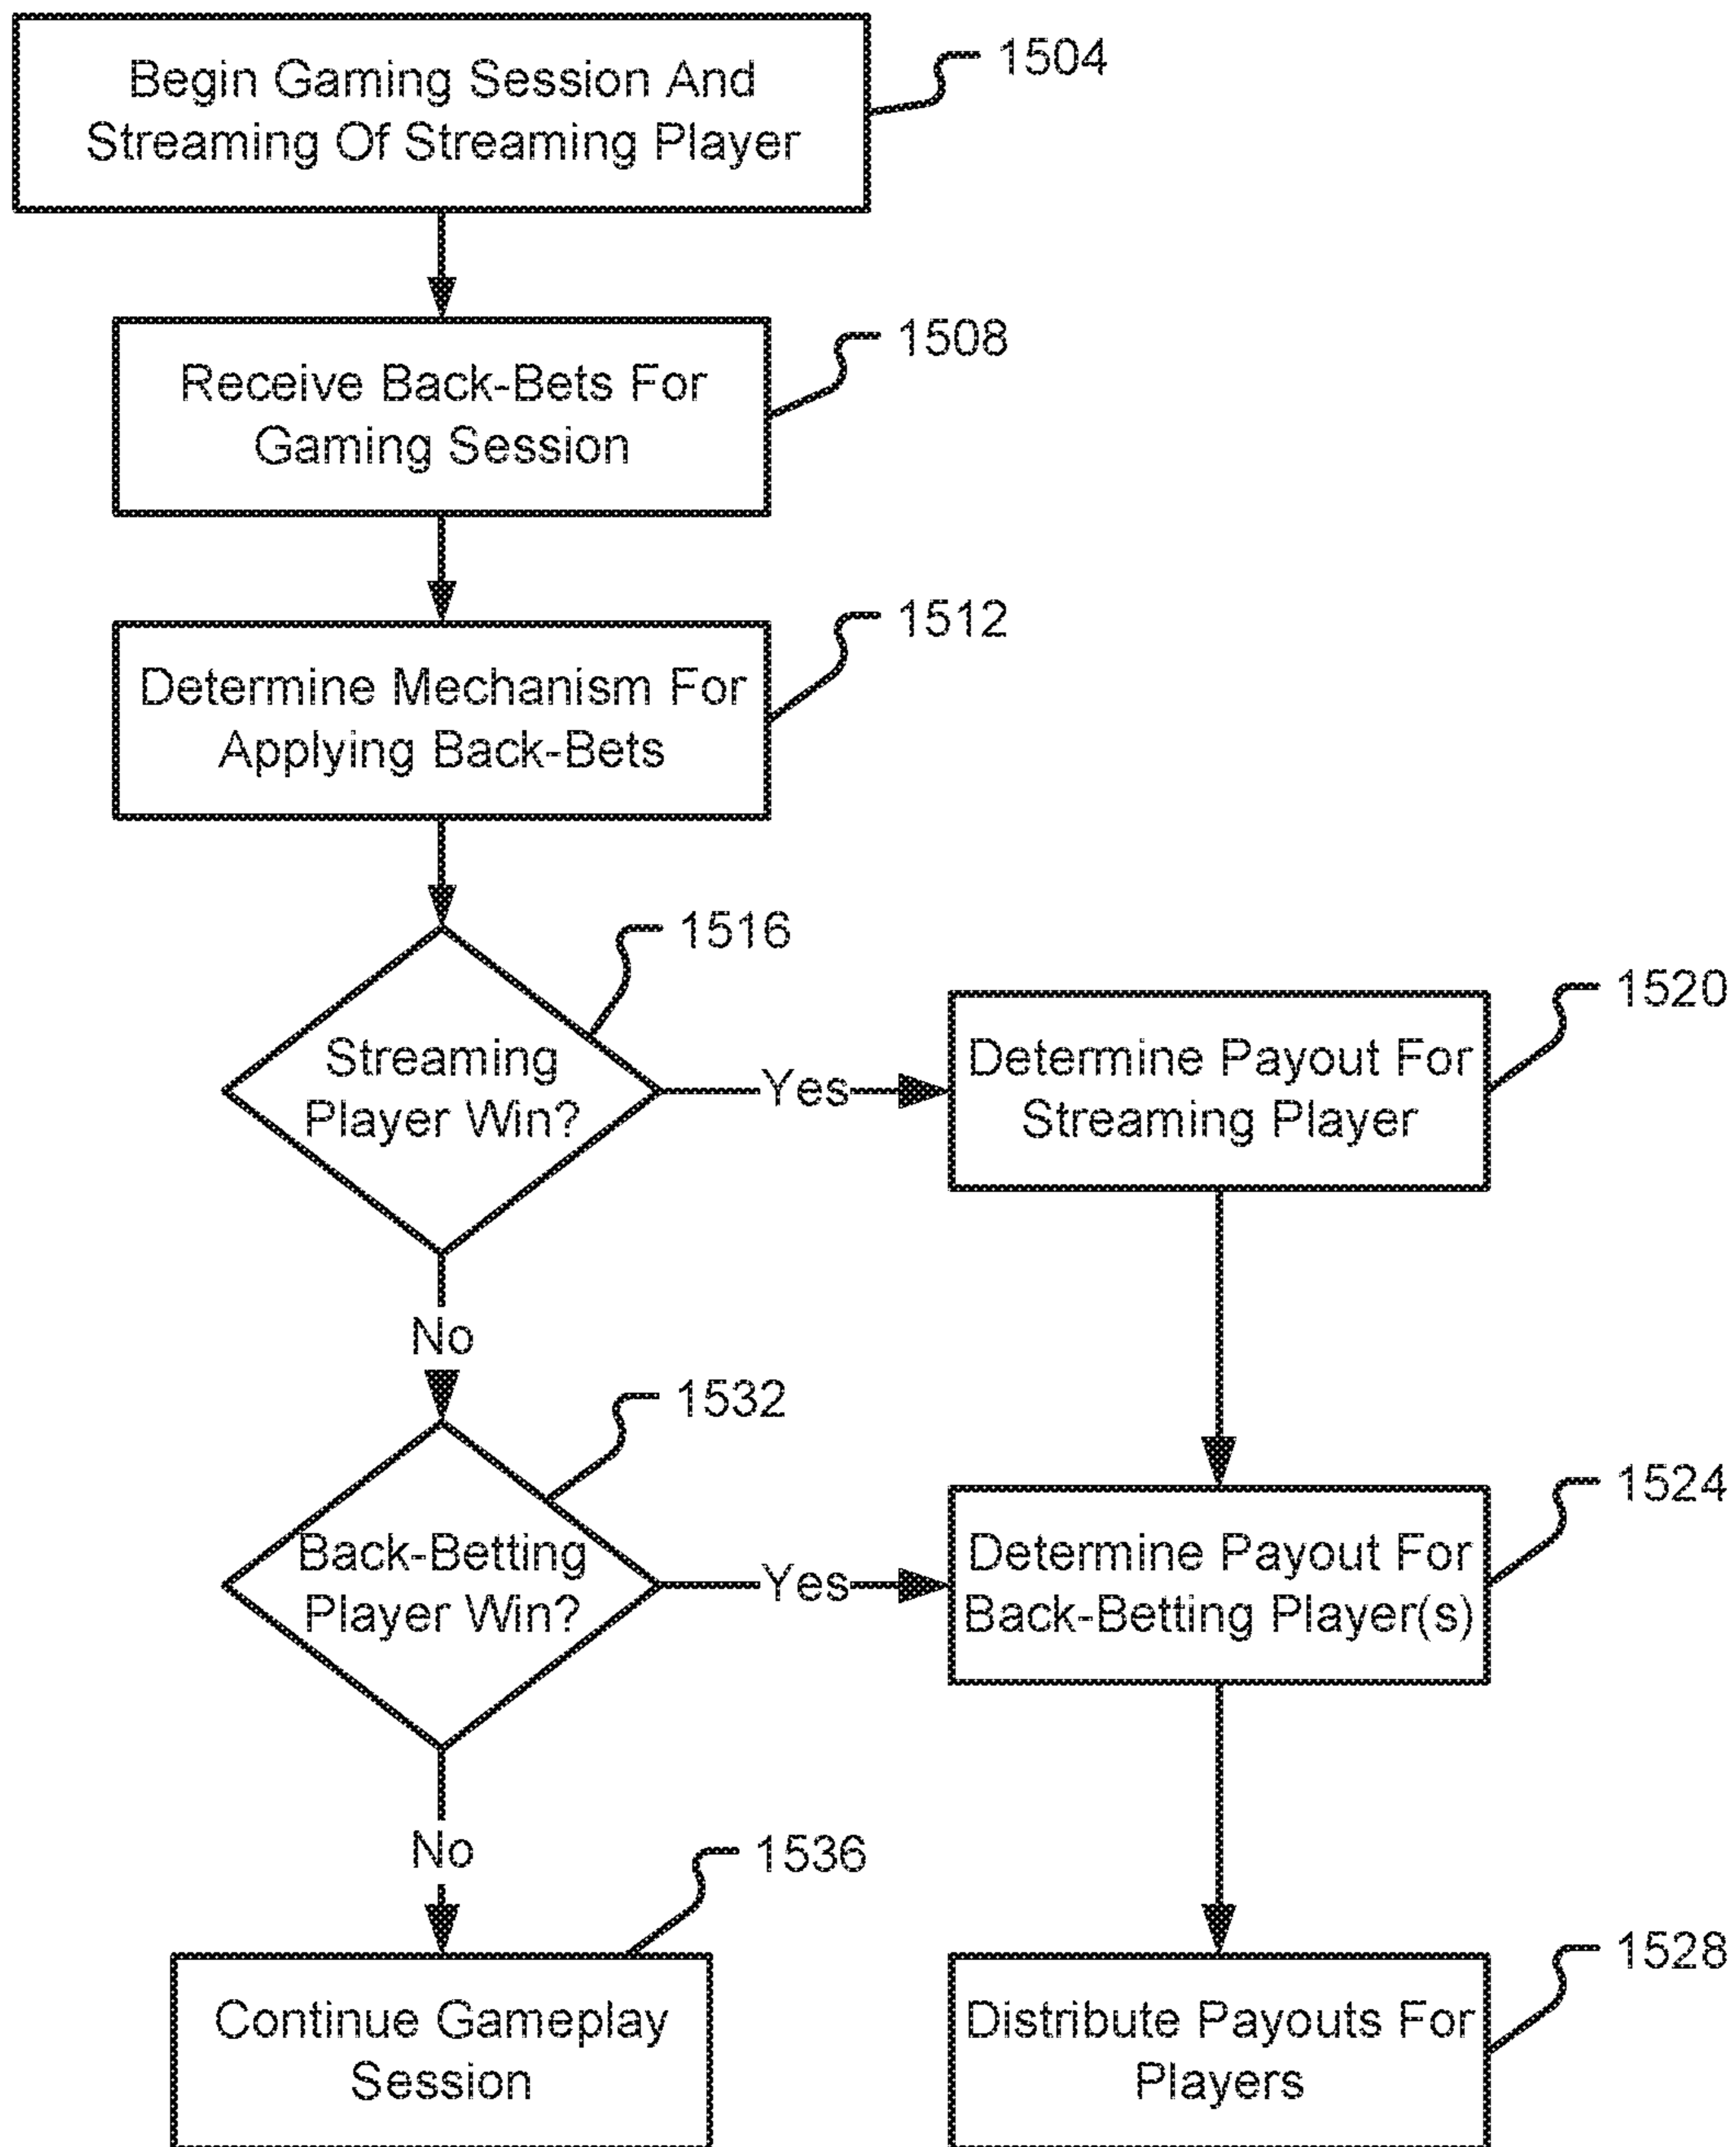 Begin Gaming Session And
Streaming Of Streaming Player
1504
Receive Back-Bets For
Gaming Session
1508
Determine Mechanism For
Applying Back-Bets
1512
Streaming
Player Win?
1516
Yes
Determine Payout For
Streaming Player
1520
No
Back-Betting
Player Win?
1532
Yes
Determine Payout For
Back-Betting Player(s)
1524
No
Continue Gameplay
Session
1536
Distribute Payouts For
Players
1528